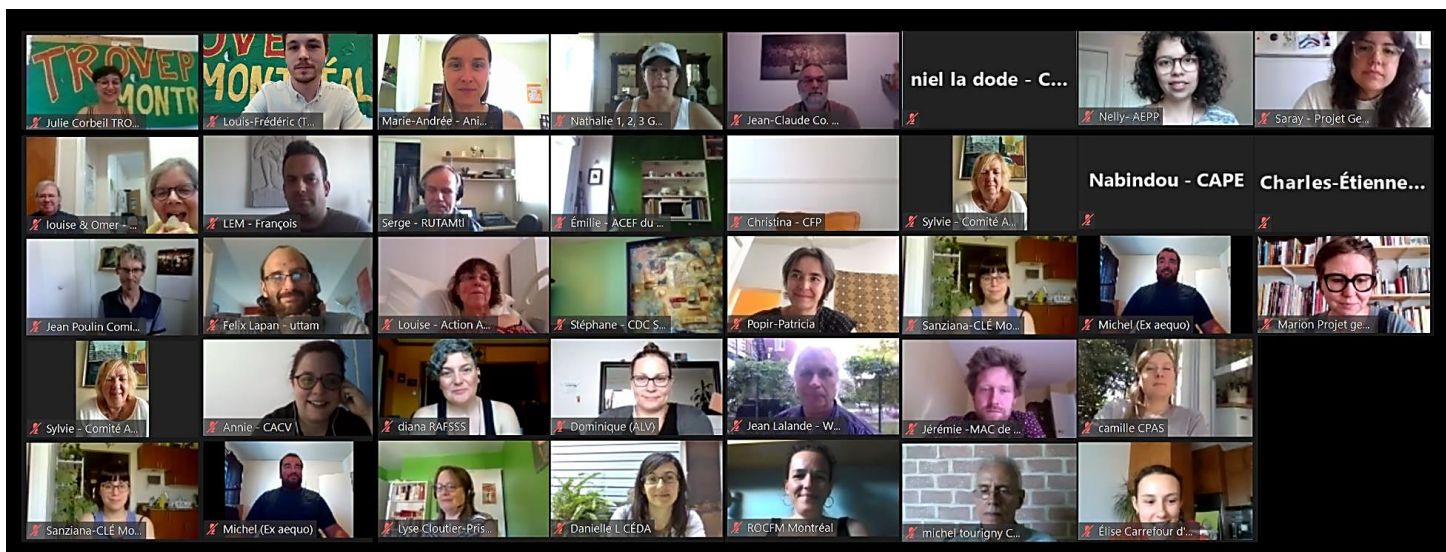 TROVEP
MONTR
Julie Corbeil TRO...
OVE
MONTRÉAL
Louis-Frédéric (T...
Marie-Andrée - Ani...
Nathalie 1, 2, 3 G...
Jean-Claude Co. ...
niel la dode - C...
Nelly- AEPP
Saray - Projet Ge...
louise & Omer - ...
LEM - François
Serge - RUTAMtl
Émilie - ACEF du ...
Christina - CFP
Sylvie - Comité A...
Nabindou - CAPE
Charles-Étienne...
Jean Poulin Comi...
Felix Lapan - uttam
Louise - Action A...
Stéphane - CDC S...
Popir-Patricia
Sanziana-CLÉ Mo...
Michel (Ex aequo)
Marion Projet ge...
Sylvie - Comité A...
Annie - CACV
diana RAFSSS
Dominique (ALV)
Jean Lalande - W...
Jérémie -MAC de ...
camille CPAS
Sanziana-CLÉ Mo...
Michel (Ex aequo)
Lyse Cloutier-Pris...
Danielle L CÉDA
ROCFM Montréal
michel tourigny C...
Élise Carrefour d'...